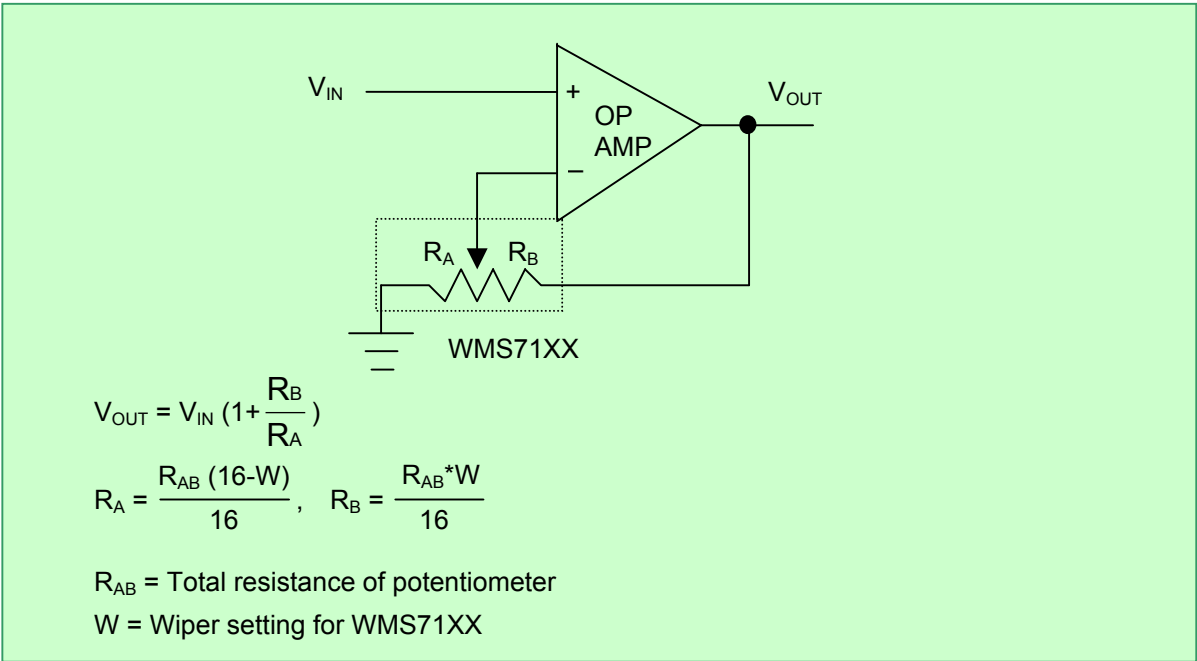 V_IN
+
OP
AMP
−
V_OUT
R_A R_B
WMS71XX
V_OUT = V_IN (1+ R_B / R_A )
R_A = R_AB (16-W) / 16 , R_B = R_AB*W / 16
R_AB = Total resistance of potentiometer
W = Wiper setting for WMS71XX